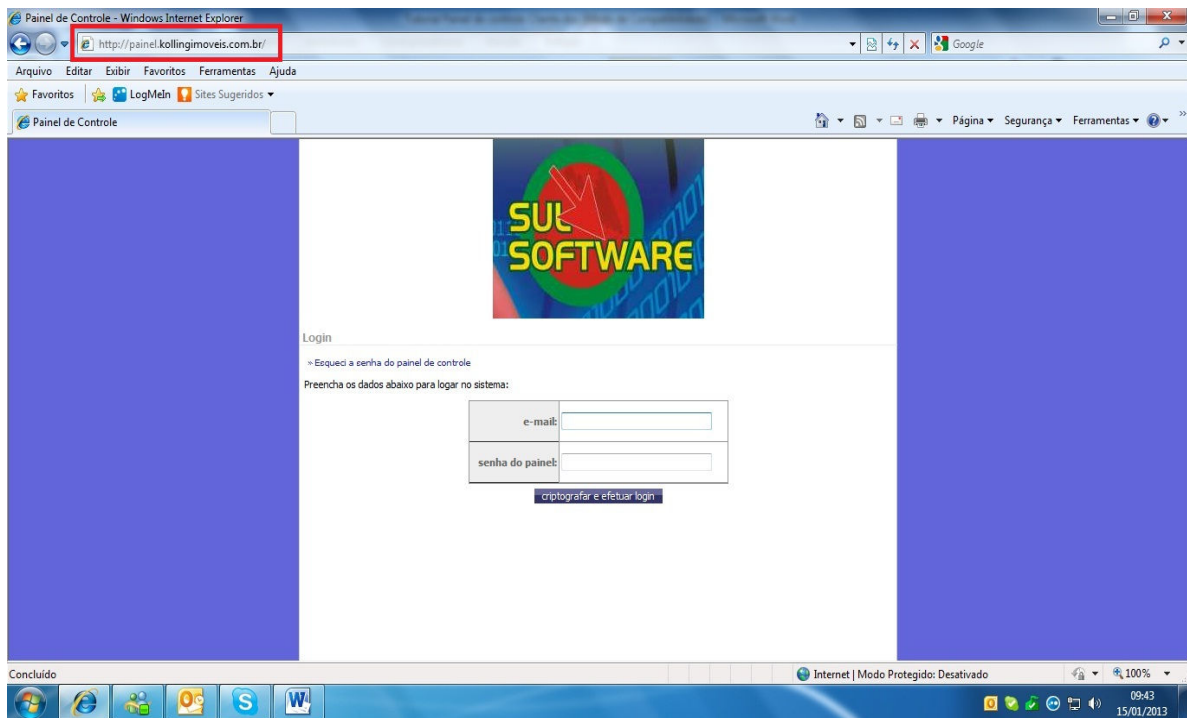 Painel de Controle - Windows Internet Explorer
http://painel.kollingimoveis.com.br/
Google
Arquivo Editar Exibir Favoritos Ferramentas Ajuda
Favoritos LogMeIn Sites Sugeridos
Painel de Controle
Página Segurança Ferramentas
SUL
SOFTWARE
Login
» Esqueci a senha do painel de controle
Preencha os dados abaixo para logar no sistema:
e-mail:
senha do painel:
criptografar e efetuar login
Concluído
Internet | Modo Protegido: Desativado
100%
09:43
15/01/2013